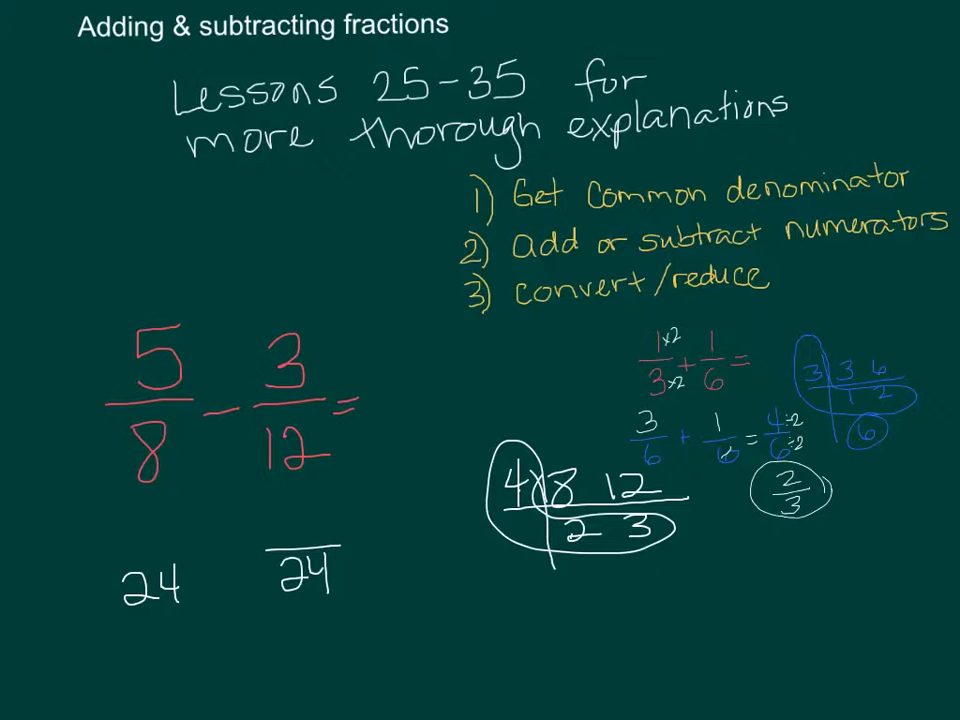 Adding & subtracting fractions
Lessons 25-35 for
more thorough explanations
1) Get common denominator
2) add or subtract numerators
3) convert/reduce
5/8 - 3/12 =
24 24
1×2/3×2 + 1/6 =
3/6 + 1/6 = 4÷2/6÷2
2/3
3 3 6
1 2
6
4 8 12
2 3